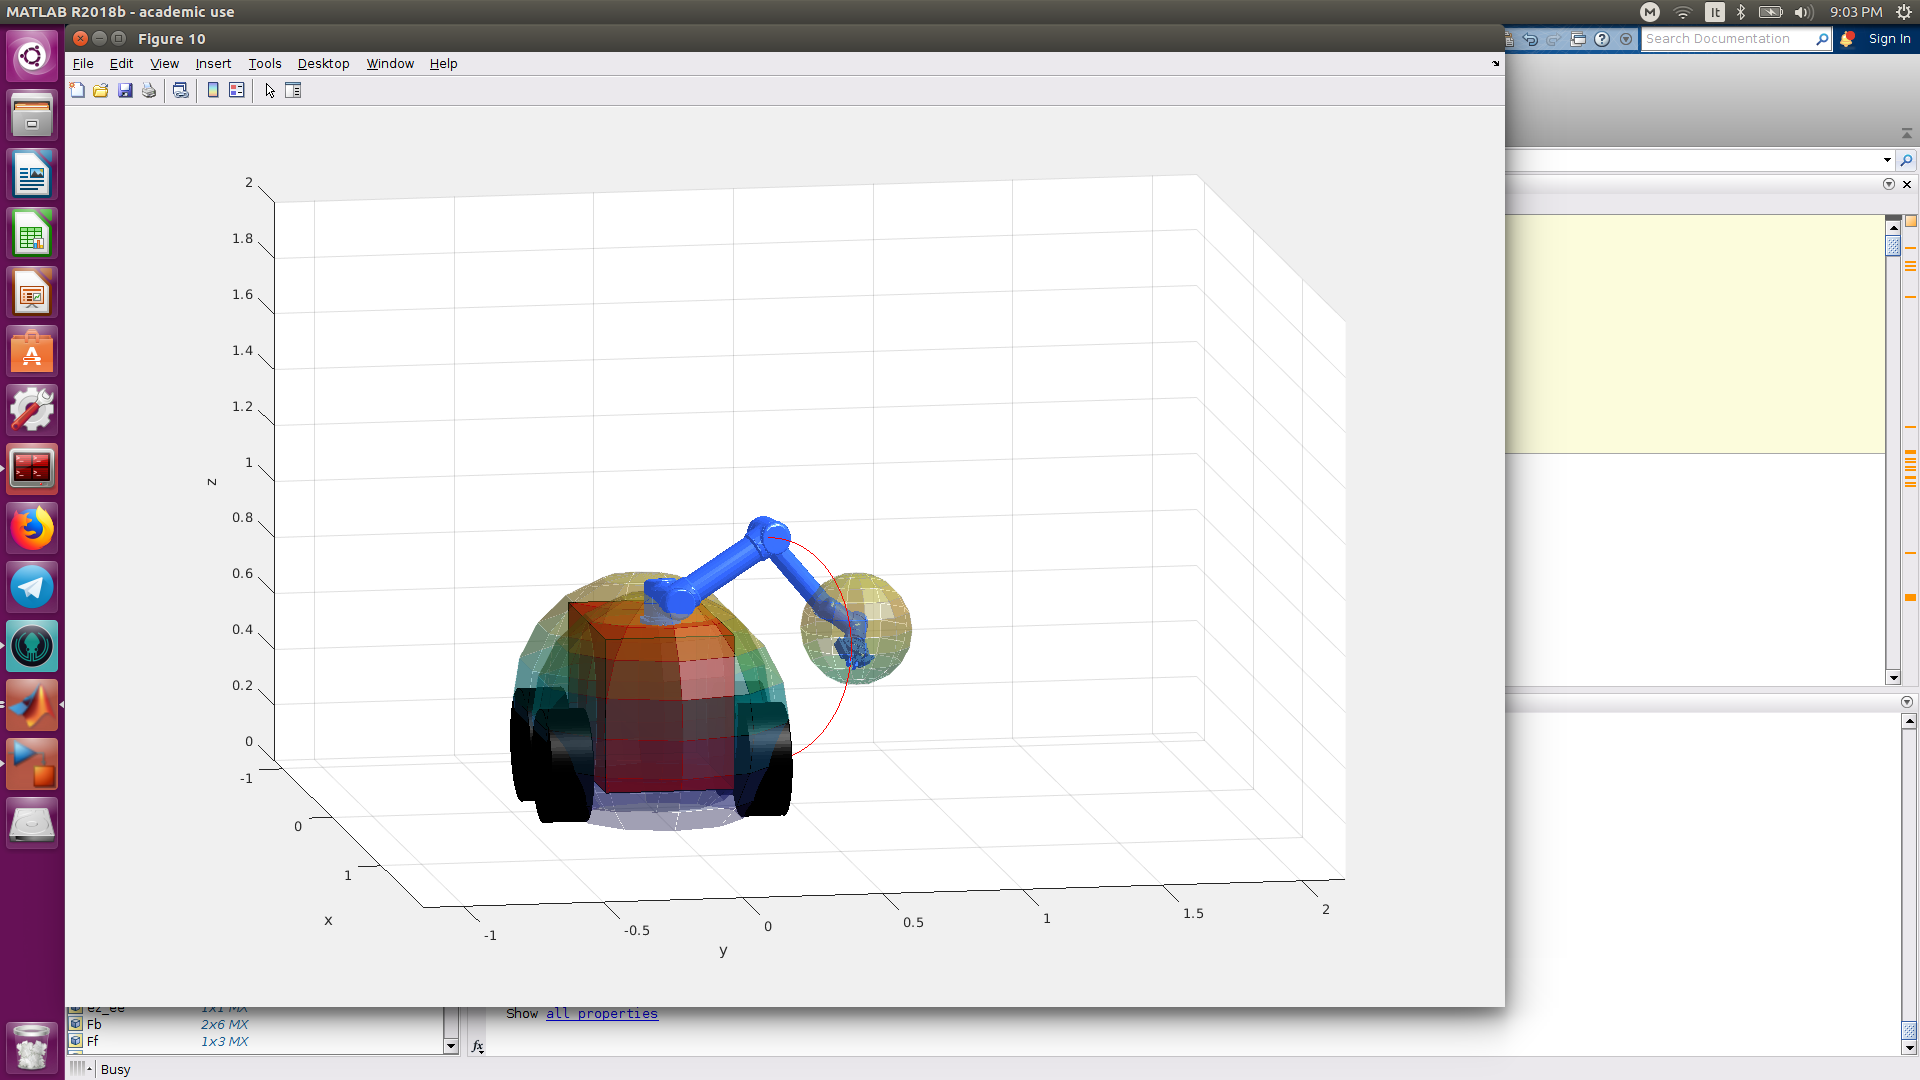 MATLAB R2018b - academic use
It
9:03 PM
Figure 10
Search Documentation
Sign In
File Edit View Insert Tools Desktop Window Help
2
1.8
1.6
1.4
1.2
1
0.8
0.6
0.4
0.2
0
z
-1
0
1
x
-1
-0.5
0
0.5
1
1.5
2
y
ez_ee 1x1 MX
Fb 2x6 MX
Ff 1x3 MX
Show all properties
fx
Busy